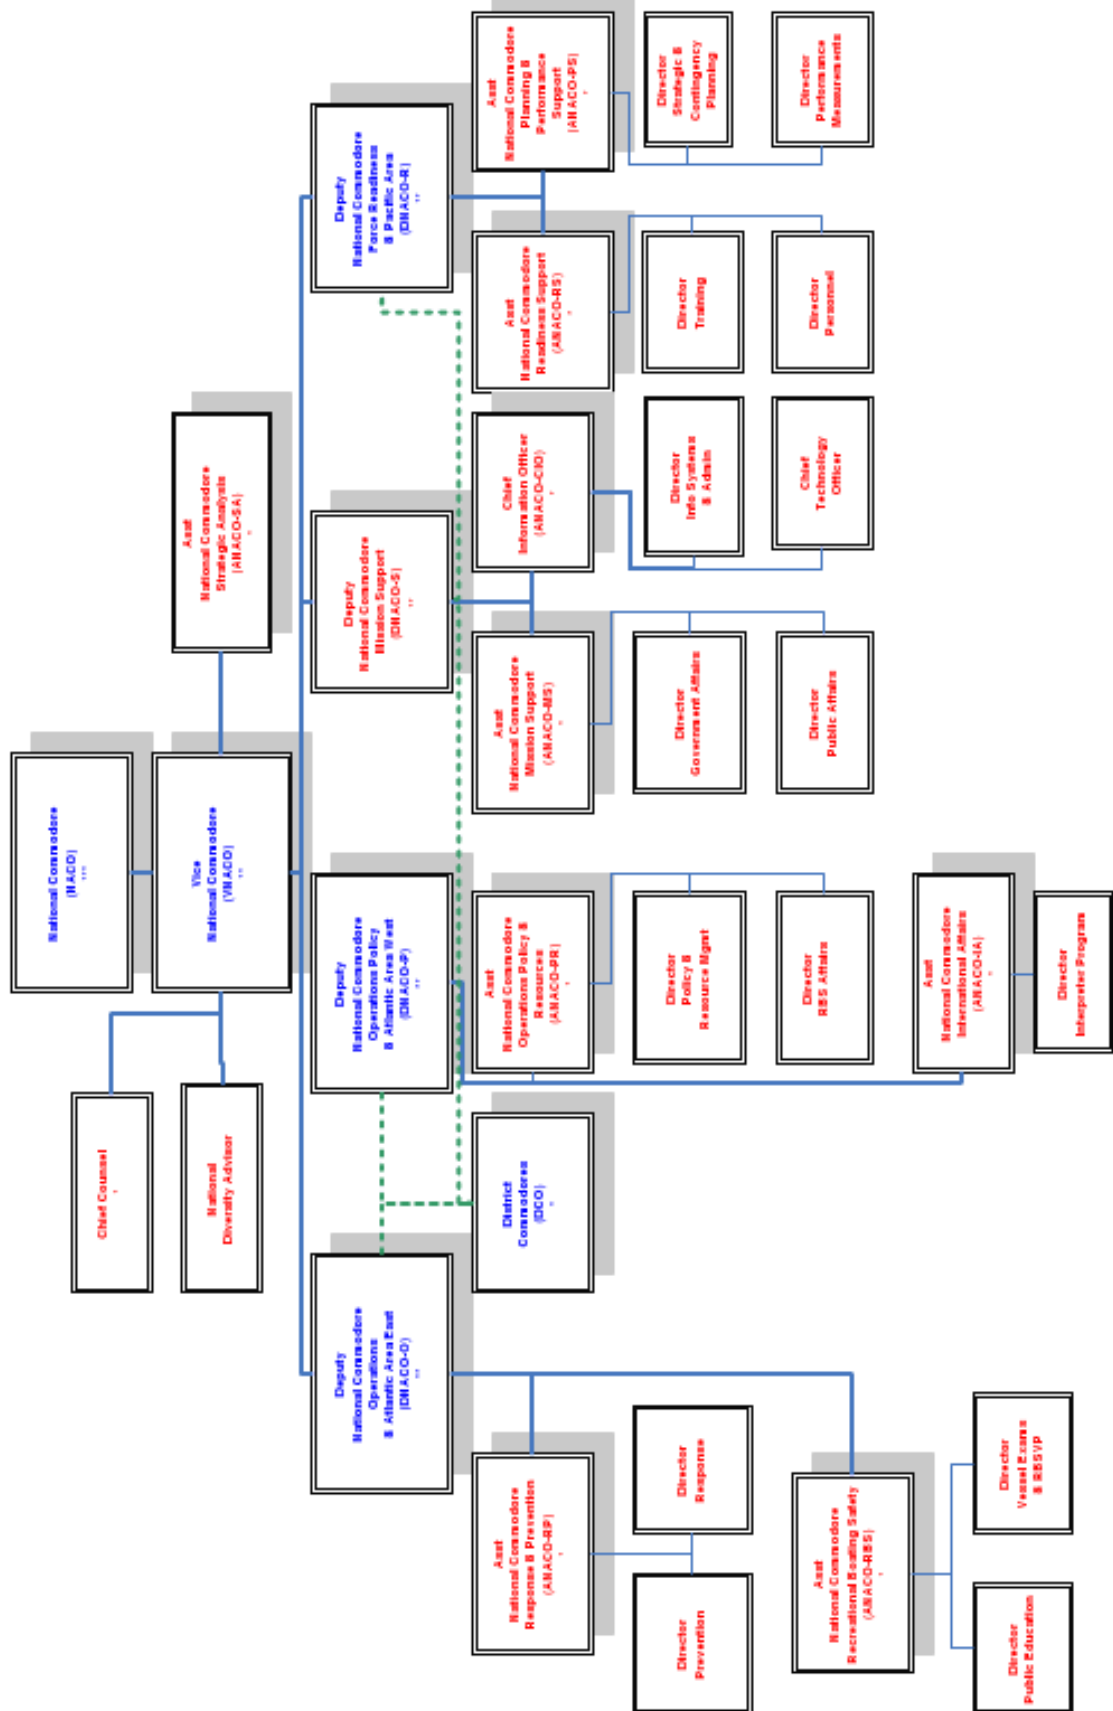 National Commodore
(NACO)
****
Vice
National Commodore
(VNACO)
***
Chief Counsel
*
National
Diversity Advisor
Asst
National Commodore
Strategic Analysis
(ANACO-SA)
*
Deputy
National Commodore
Operations
& Atlantic Area East
(DNACO-O)
**
Deputy
National Commodore
Operations Policy
& Atlantic Area West
(DNACO-P)
**
Deputy
National Commodore
Mission Support
(DNACO-S)
**
Deputy
National Commodore
Force Readiness
& Pacific Area
(DNACO-R)
**
Asst
National Commodore
Response & Prevention
(ANACO-RP)
*
District
Commodores
(DCO)
*
Asst
National Commodore
Operations Policy &
Resources
(ANACO-PR)
*
Asst
National Commodore
Mission Support
(ANACO-MS)
*
Chief
Information Officer
(ANACO-CIO)
*
Asst
National Commodore
Readiness Support
(ANACO-RS)
*
Asst
National Commodore
Planning &
Performance
Support
(ANACO-PS)
*
Director
Prevention
Director
Response
Director
Policy &
Resource Mgmt
Director
Government Affairs
Director
Info Systems
& Admin
Director
Training
Director
Strategic &
Contingency
Planning
Director
RBS Affairs
Director
Public Affairs
Chief
Technology
Officer
Director
Personnel
Director
Performance
Measurements
Asst
National Commodore
Recreational Boating Safety
(ANACO-RBS)
*
Asst
National Commodore
International Affairs
(ANACO-IA)
*
Director
Public Education
Director
Vessel Exams
& RBSVP
Director
Interpreter Program